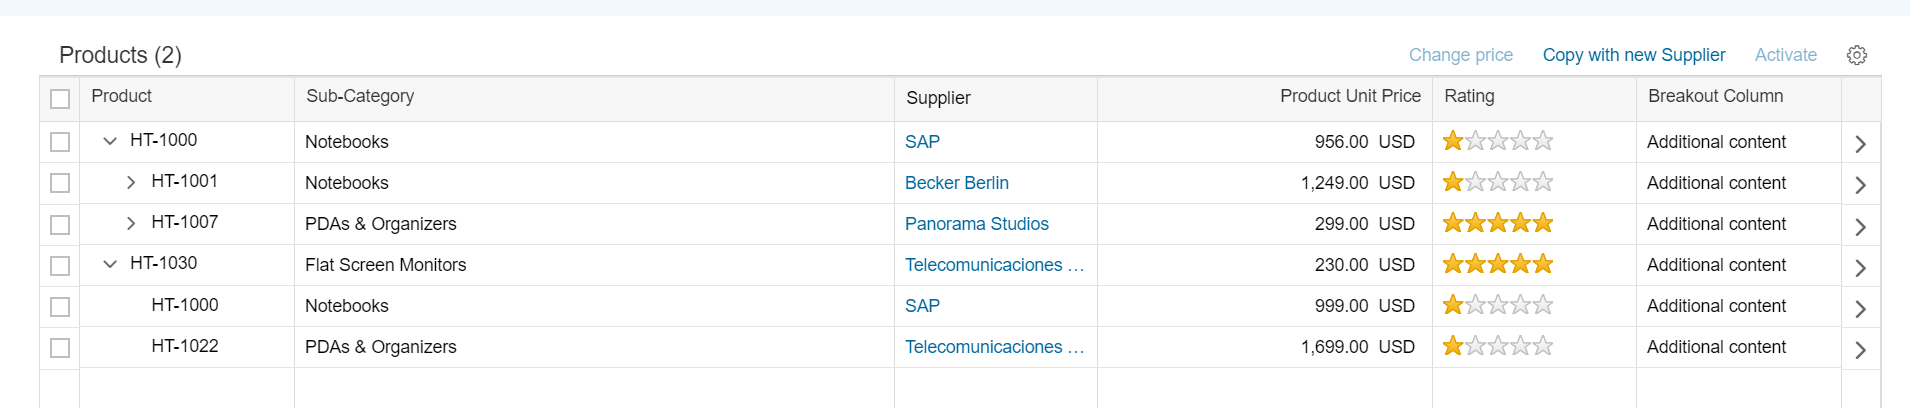 Products (2) Change price Copy with new Supplier Activate
Product Sub-Category Supplier Product Unit Price Rating Breakout Column
HT-1000 Notebooks SAP 956.00 USD Additional content
HT-1001 Notebooks Becker Berlin 1,249.00 USD Additional content
HT-1007 PDAs & Organizers Panorama Studios 299.00 USD Additional content
HT-1030 Flat Screen Monitors Telecomunicaciones ... 230.00 USD Additional content
HT-1000 Notebooks SAP 999.00 USD Additional content
HT-1022 PDAs & Organizers Telecomunicaciones ... 1,699.00 USD Additional content